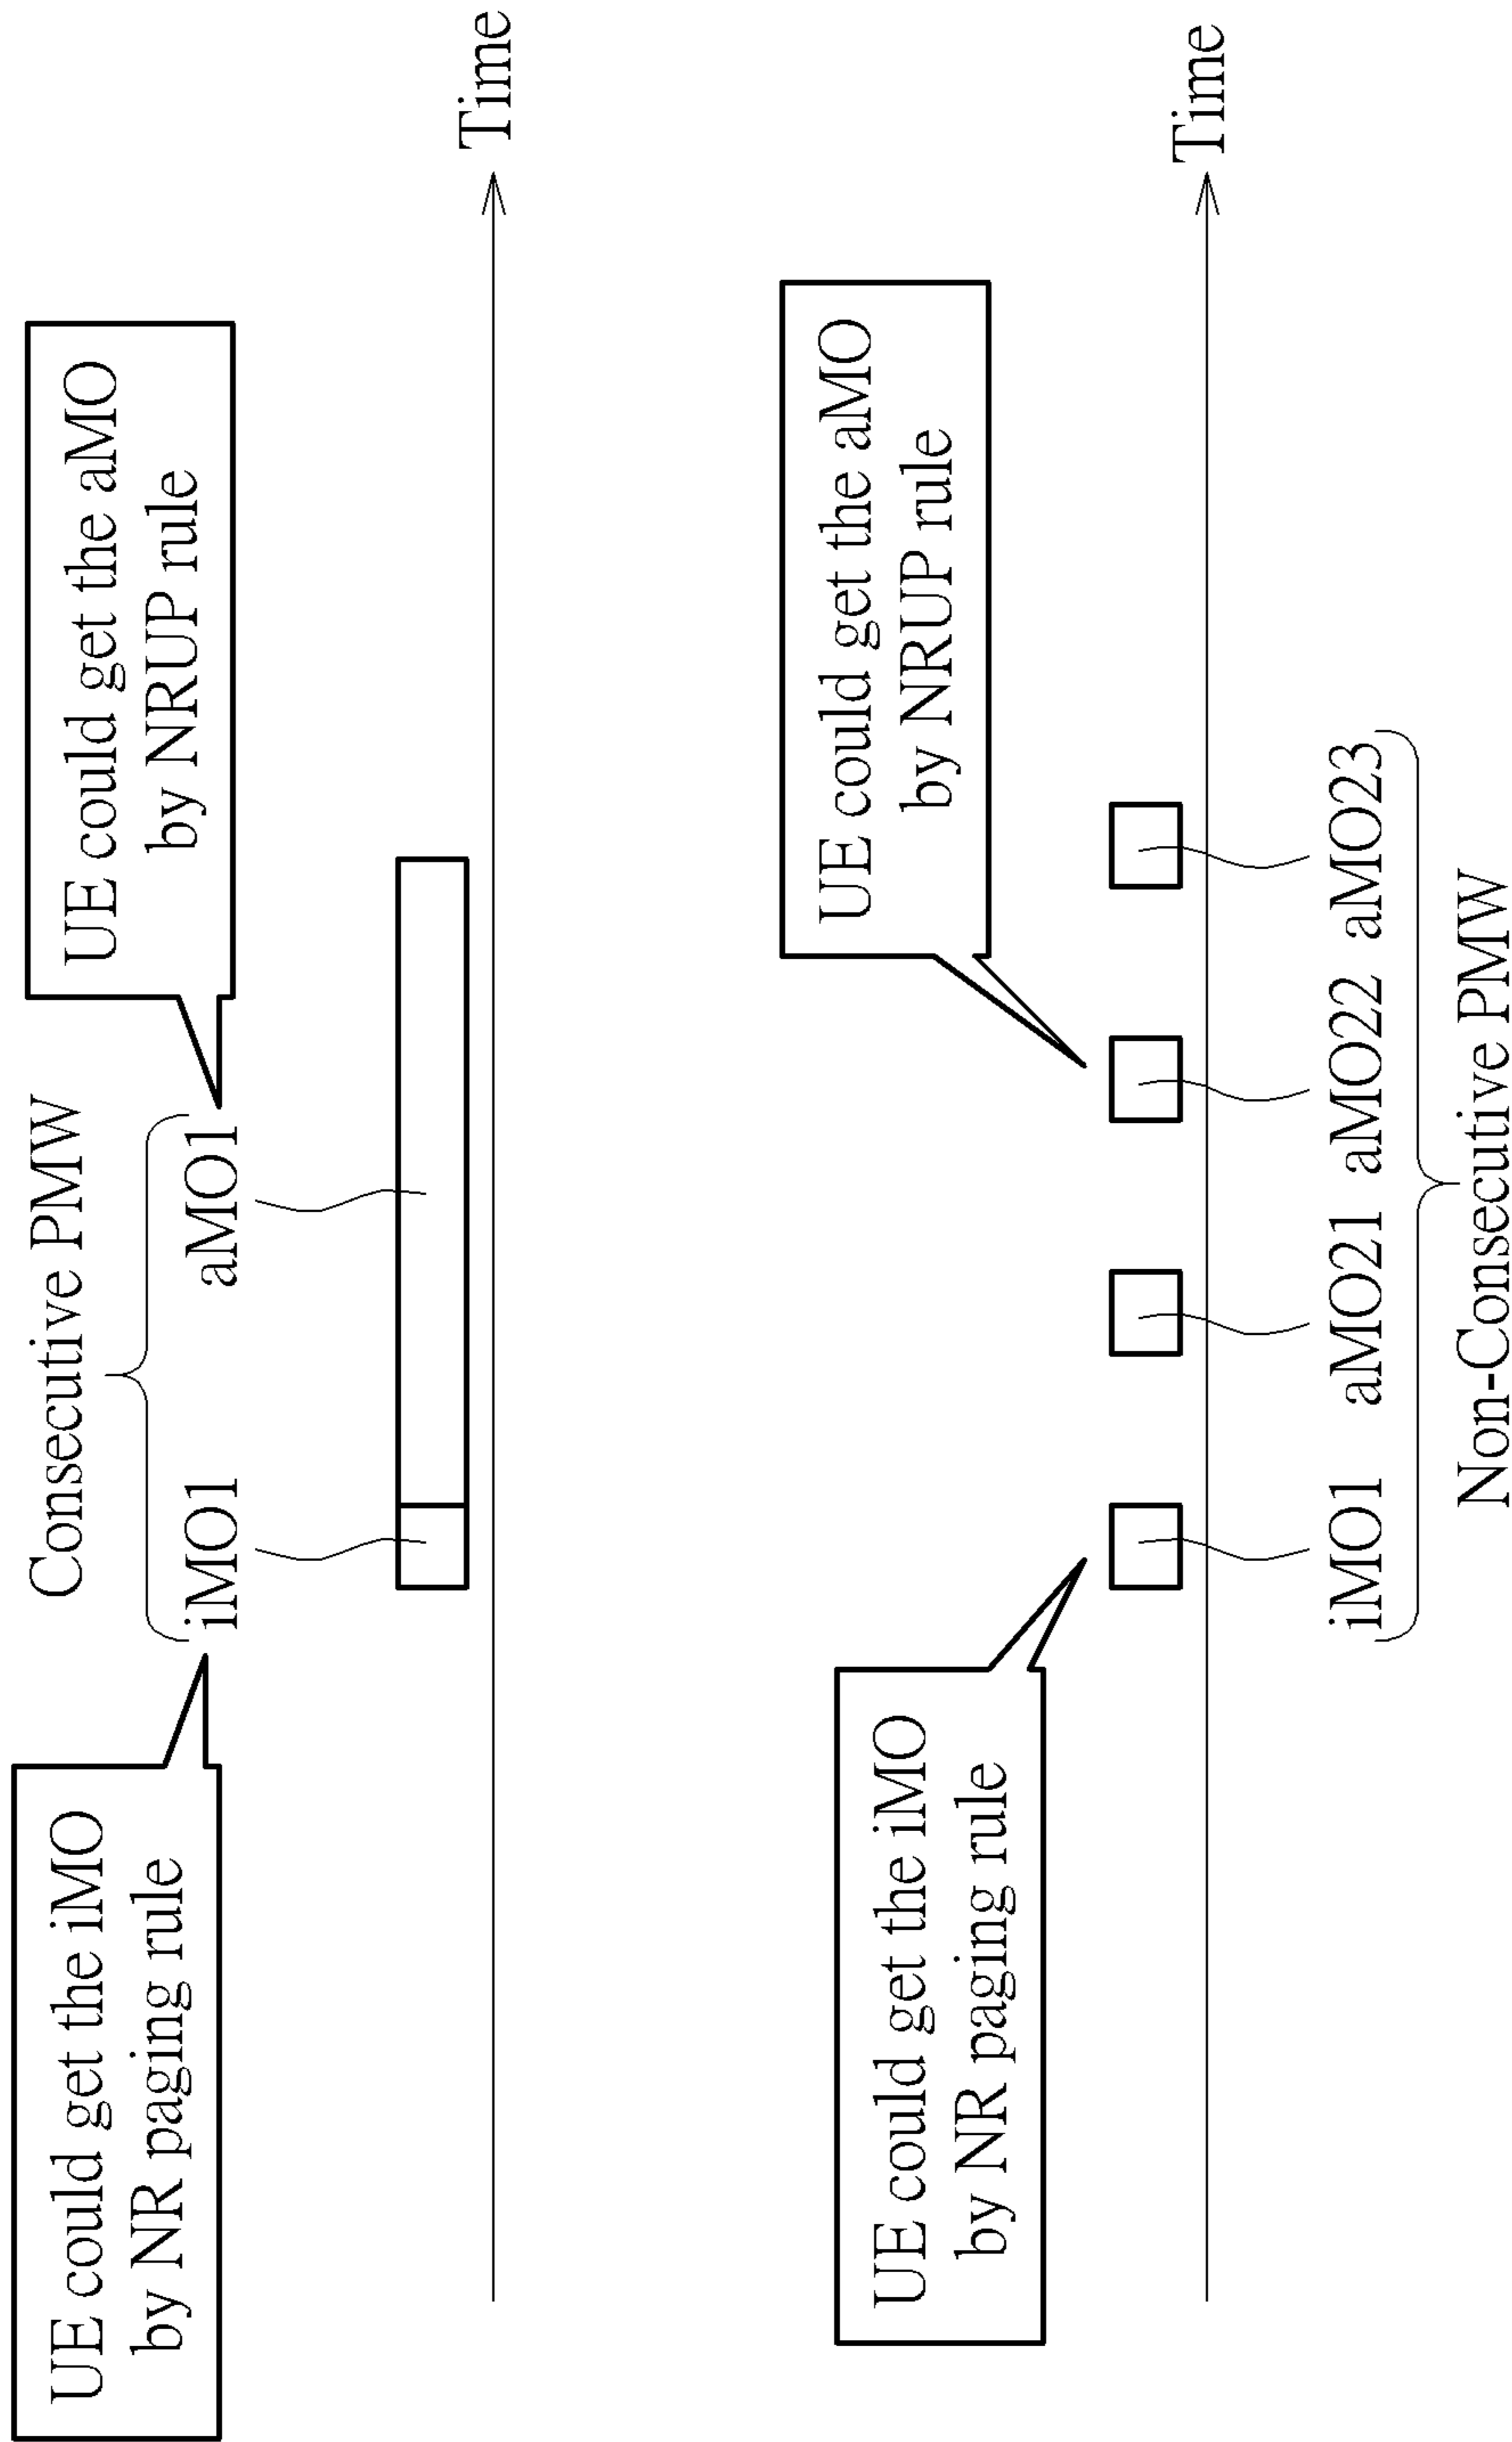 Consecutive PMW
UE could get the iMO
by NR paging rule
iMO1
aMO1
UE could get the aMO
by NRUP rule
Time
UE could get the iMO
by NR paging rule
UE could get the aMO
by NRUP rule
Time
iMO1 aMO21 aMO22 aMO23
Non-Consecutive PMW